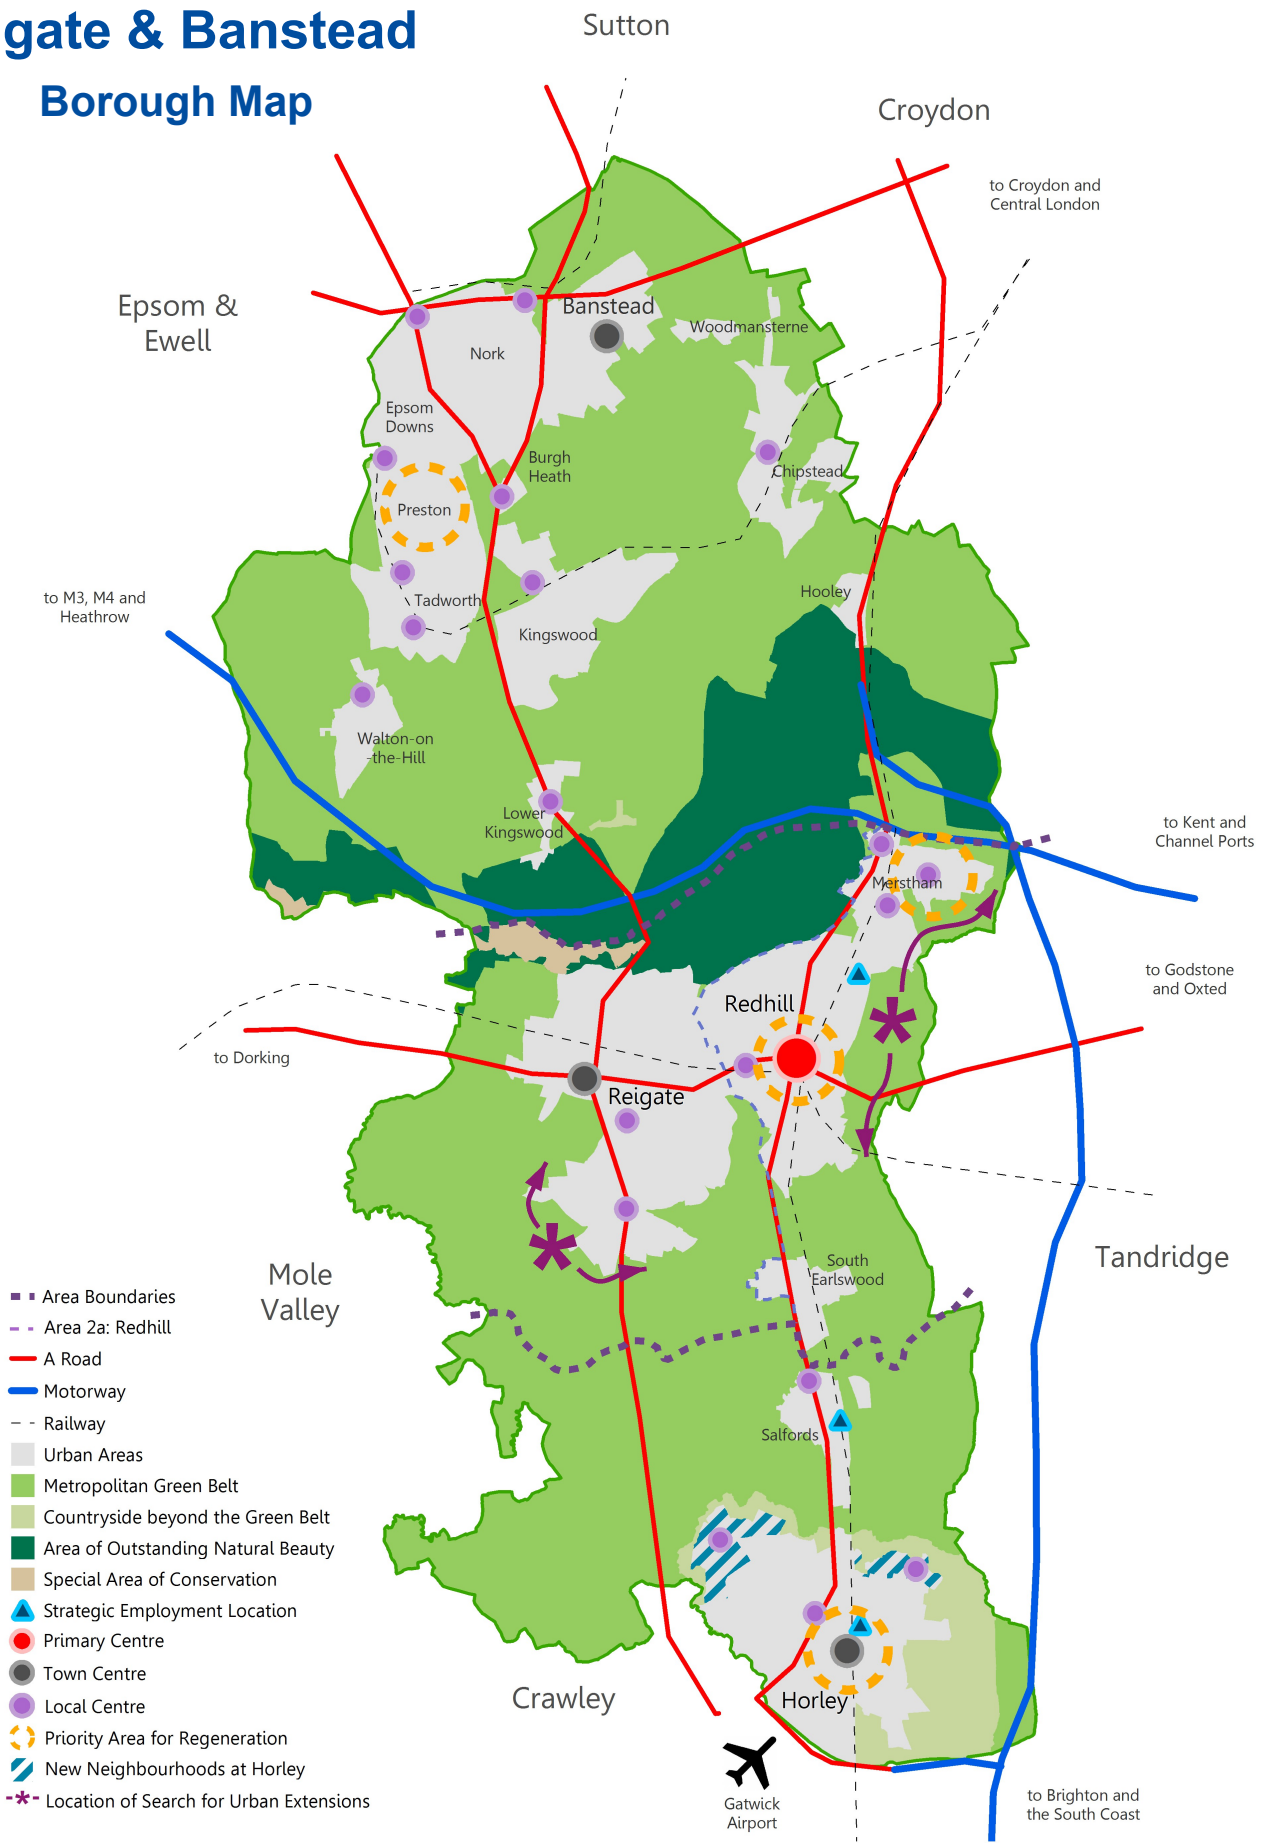 gate & Banstead
Borough Map
Sutton
Croydon
to Croydon and
Central London
Epsom &
Ewell
Banstead
Woodmansterne
Nork
Epsom
Downs
Burgh
Heath
Chipstead
Preston
to M3, M4 and
Heathrow
Hooley
Tadworth
Kingswood
Walton-on
-the-Hill
Lower
Kingswood
to Kent and
Channel Ports
Merstham
to Godstone
and Oxted
Redhill
to Dorking
Reigate
Mole
Valley
South
Earlswood
Tandridge
Salfords
Crawley
Horley
Gatwick
Airport
to Brighton and
the South Coast
Area Boundaries
Area 2a: Redhill
A Road
Motorway
Railway
Urban Areas
Metropolitan Green Belt
Countryside beyond the Green Belt
Area of Outstanding Natural Beauty
Special Area of Conservation
Strategic Employment Location
Primary Centre
Town Centre
Local Centre
Priority Area for Regeneration
New Neighbourhoods at Horley
Location of Search for Urban Extensions